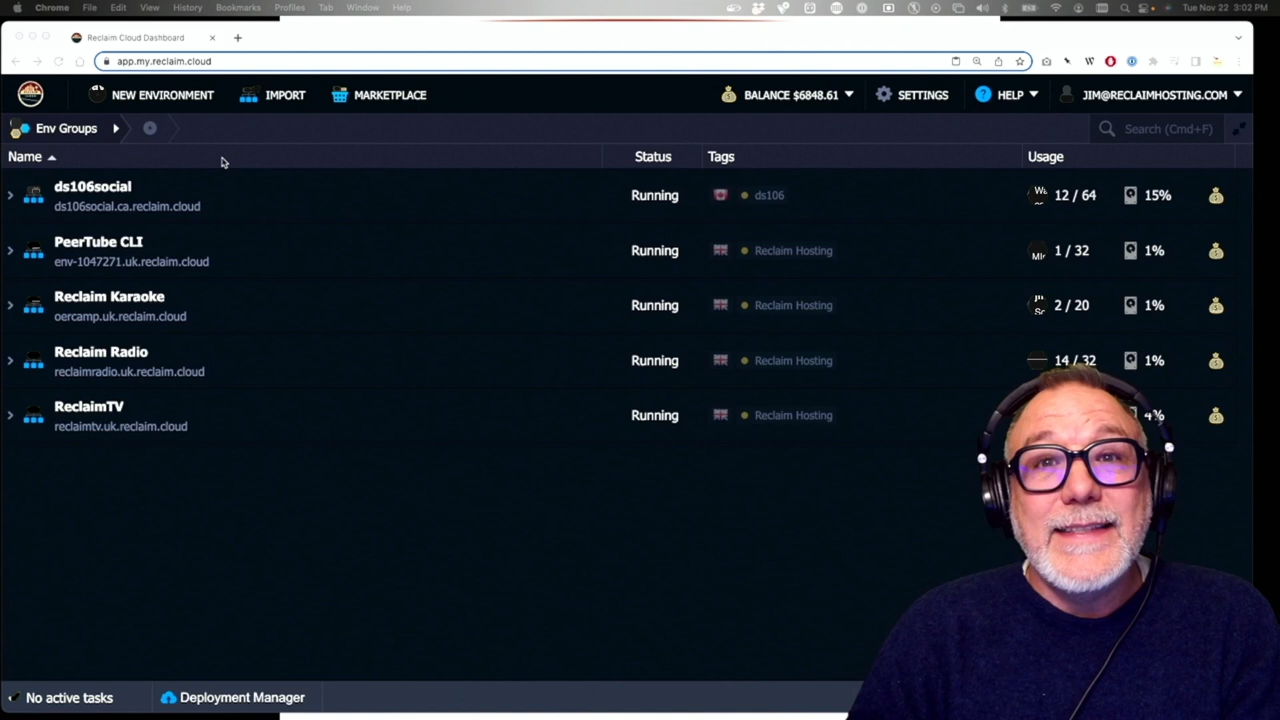 Chrome File Edit View History Bookmarks Profiles Tab Window Help Tue Nov 22 3:02 PM
Reclaim Cloud Dashboard
app.my.reclaim.cloud
NEW ENVIRONMENT IMPORT MARKETPLACE BALANCE $6848.61 SETTINGS HELP JIM@RECLAIMHOSTING.COM
Env Groups Search (Cmd+F)
Name Status Tags Usage
ds106social Running ds106 12 / 64 15%
ds106social.ca.reclaim.cloud
PeerTube CLI Running Reclaim Hosting 1 / 32 1%
env-1047271.uk.reclaim.cloud
Reclaim Karaoke Running Reclaim Hosting 2 / 20 1%
oercamp.uk.reclaim.cloud
Reclaim Radio Running Reclaim Hosting 14 / 32 1%
reclaimradio.uk.reclaim.cloud
ReclaimTV Running Reclaim Hosting 4%
reclaimtv.uk.reclaim.cloud
No active tasks Deployment Manager